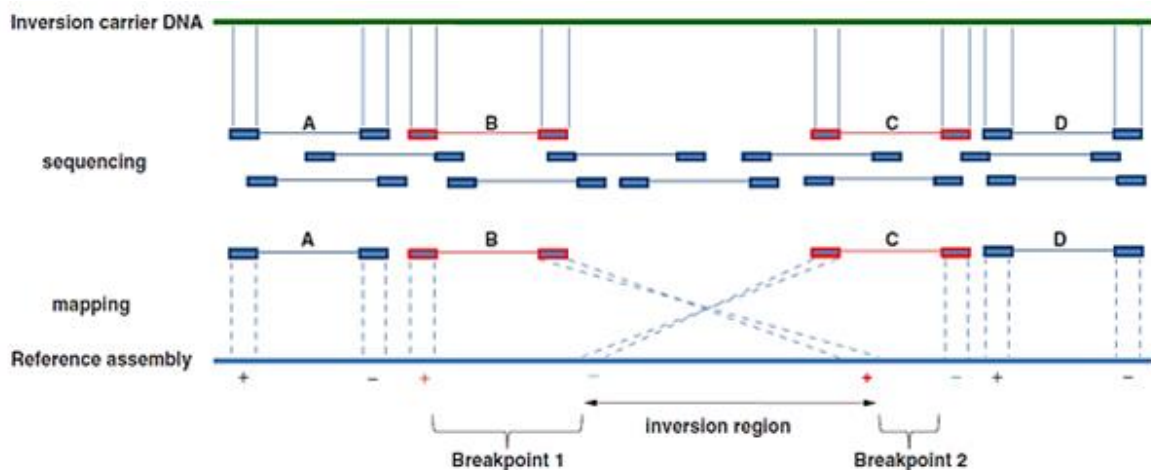 Inversion carrier DNA
A B C D
sequencing
A B C D
mapping
Reference assembly
+ − + − + − + −
inversion region
Breakpoint 1 Breakpoint 2